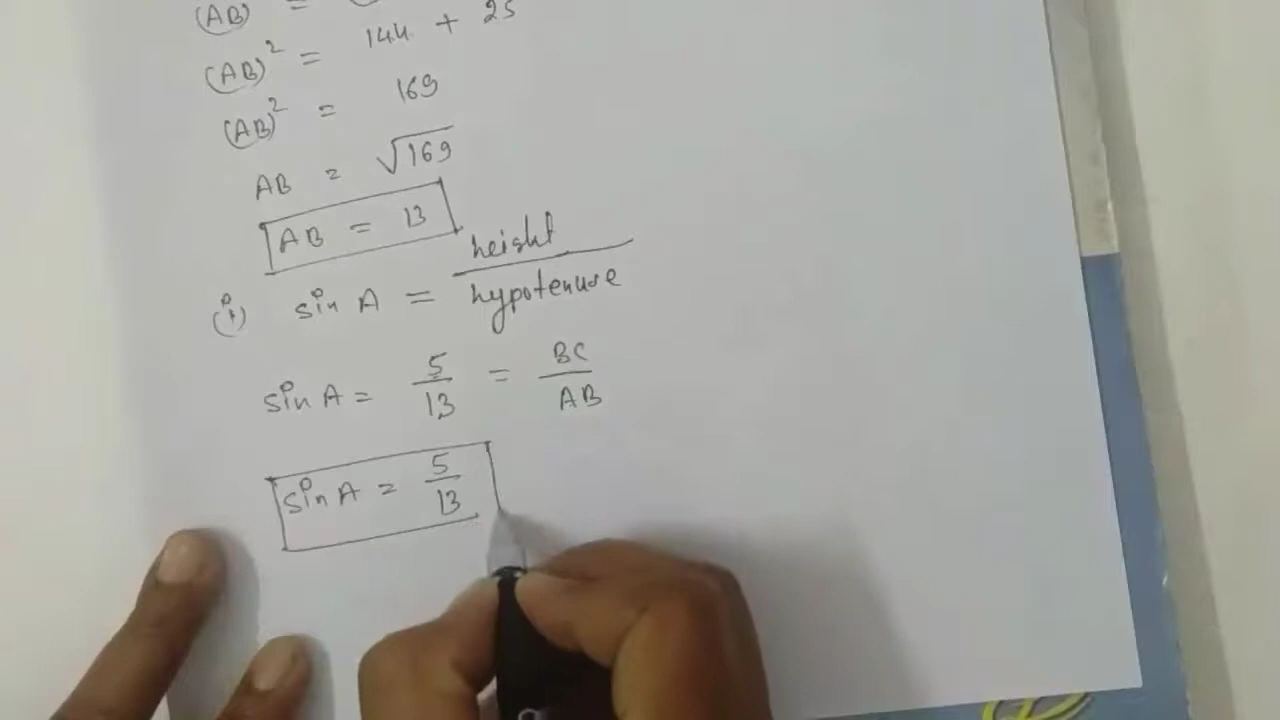 (AB) =
(AB)² = 144 + 25
(AB)² = 169
AB = √169
AB = 13
(i) sin A = height / hypotenuse
sin A = 5/13 = BC/AB
sin A = 5/13